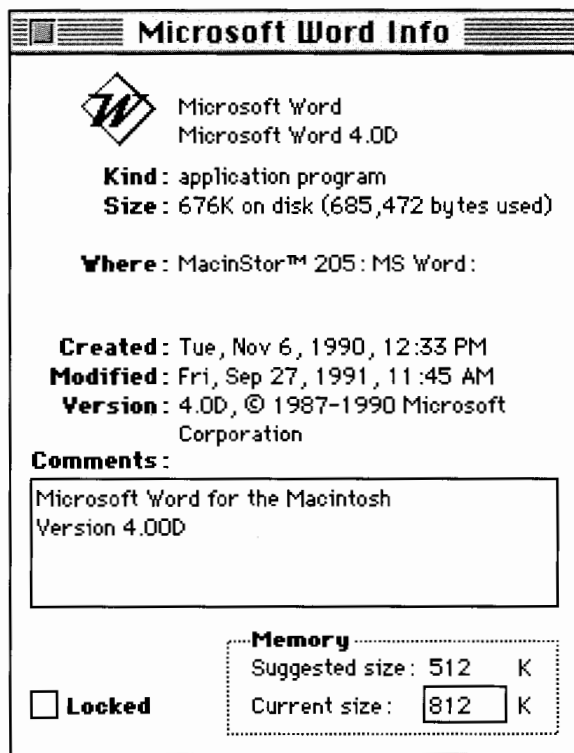 Microsoft Word Info
Microsoft Word
Microsoft Word 4.0D
Kind: application program
Size: 676K on disk (685,472 bytes used)
Where: MacinStor™ 205: MS Word:
Created: Tue, Nov 6, 1990, 12:33 PM
Modified: Fri, Sep 27, 1991, 11:45 AM
Version: 4.0D, © 1987-1990 Microsoft
Corporation
Comments:
Microsoft Word for the Macintosh
Version 4.00D
Memory
Suggested size: 512 K
Locked Current size: 812 K